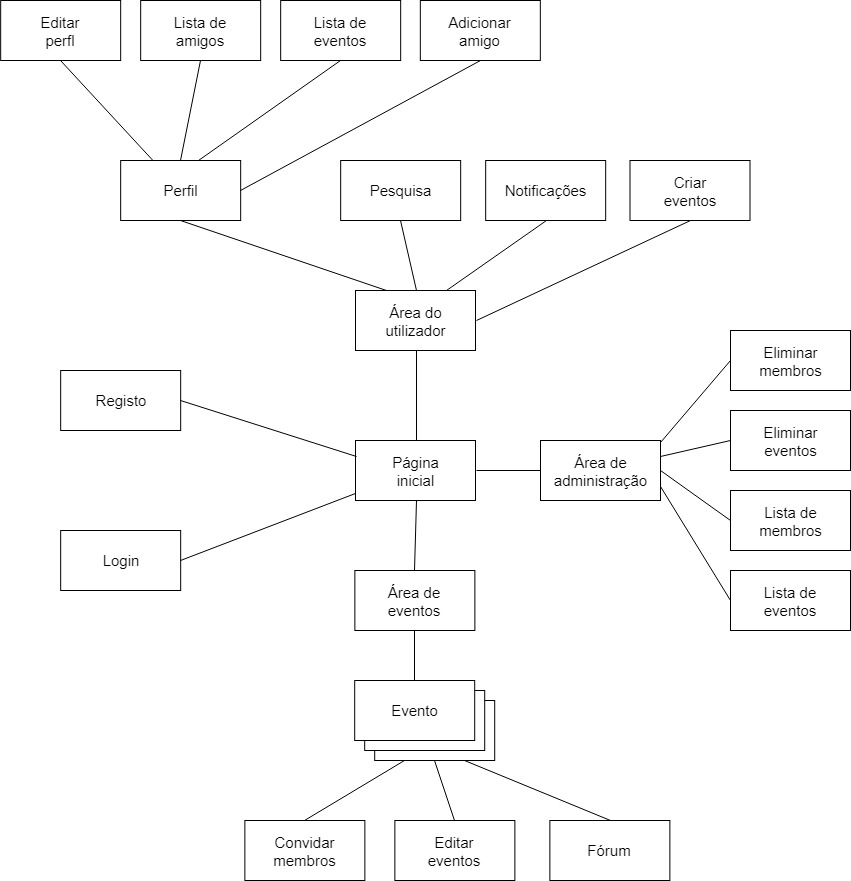 Editar
perfl
Lista de
amigos
Lista de
eventos
Adicionar
amigo
Perfil
Pesquisa
Notificações
Criar
eventos
Área do
utilizador
Eliminar
membros
Registo
Eliminar
eventos
Página
inicial
Área de
administração
Lista de
membros
Login
Área de
eventos
Lista de
eventos
Evento
Convidar
membros
Editar
eventos
Fórum